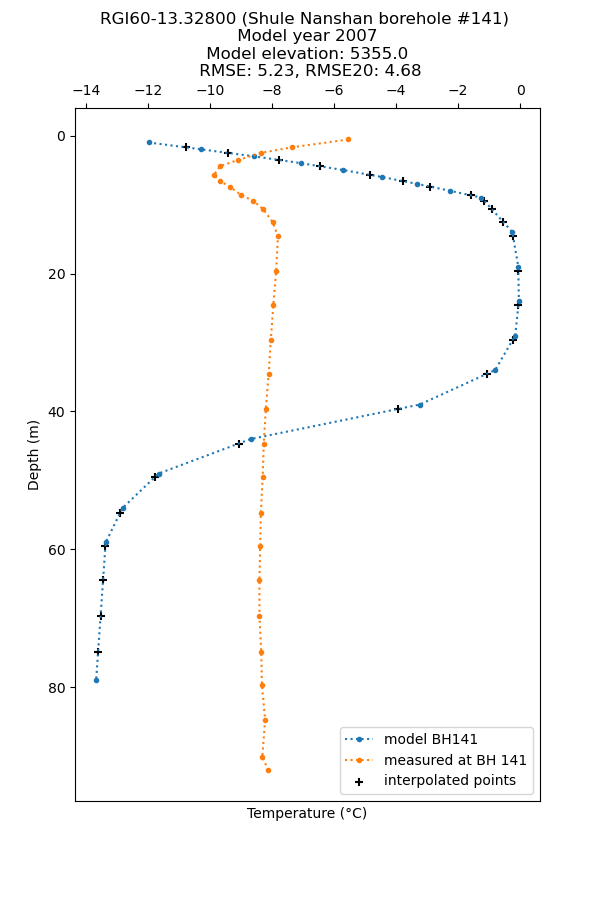 RGI60-13.32800 (Shule Nanshan borehole #141)
Model year 2007
Model elevation: 5355.0
RMSE: 5.23, RMSE20: 4.68
−14 −12 −10 −8 −6 −4 −2 0
0
20
40
60
80
Depth (m)
model BH141
measured at BH 141
interpolated points
Temperature (°C)